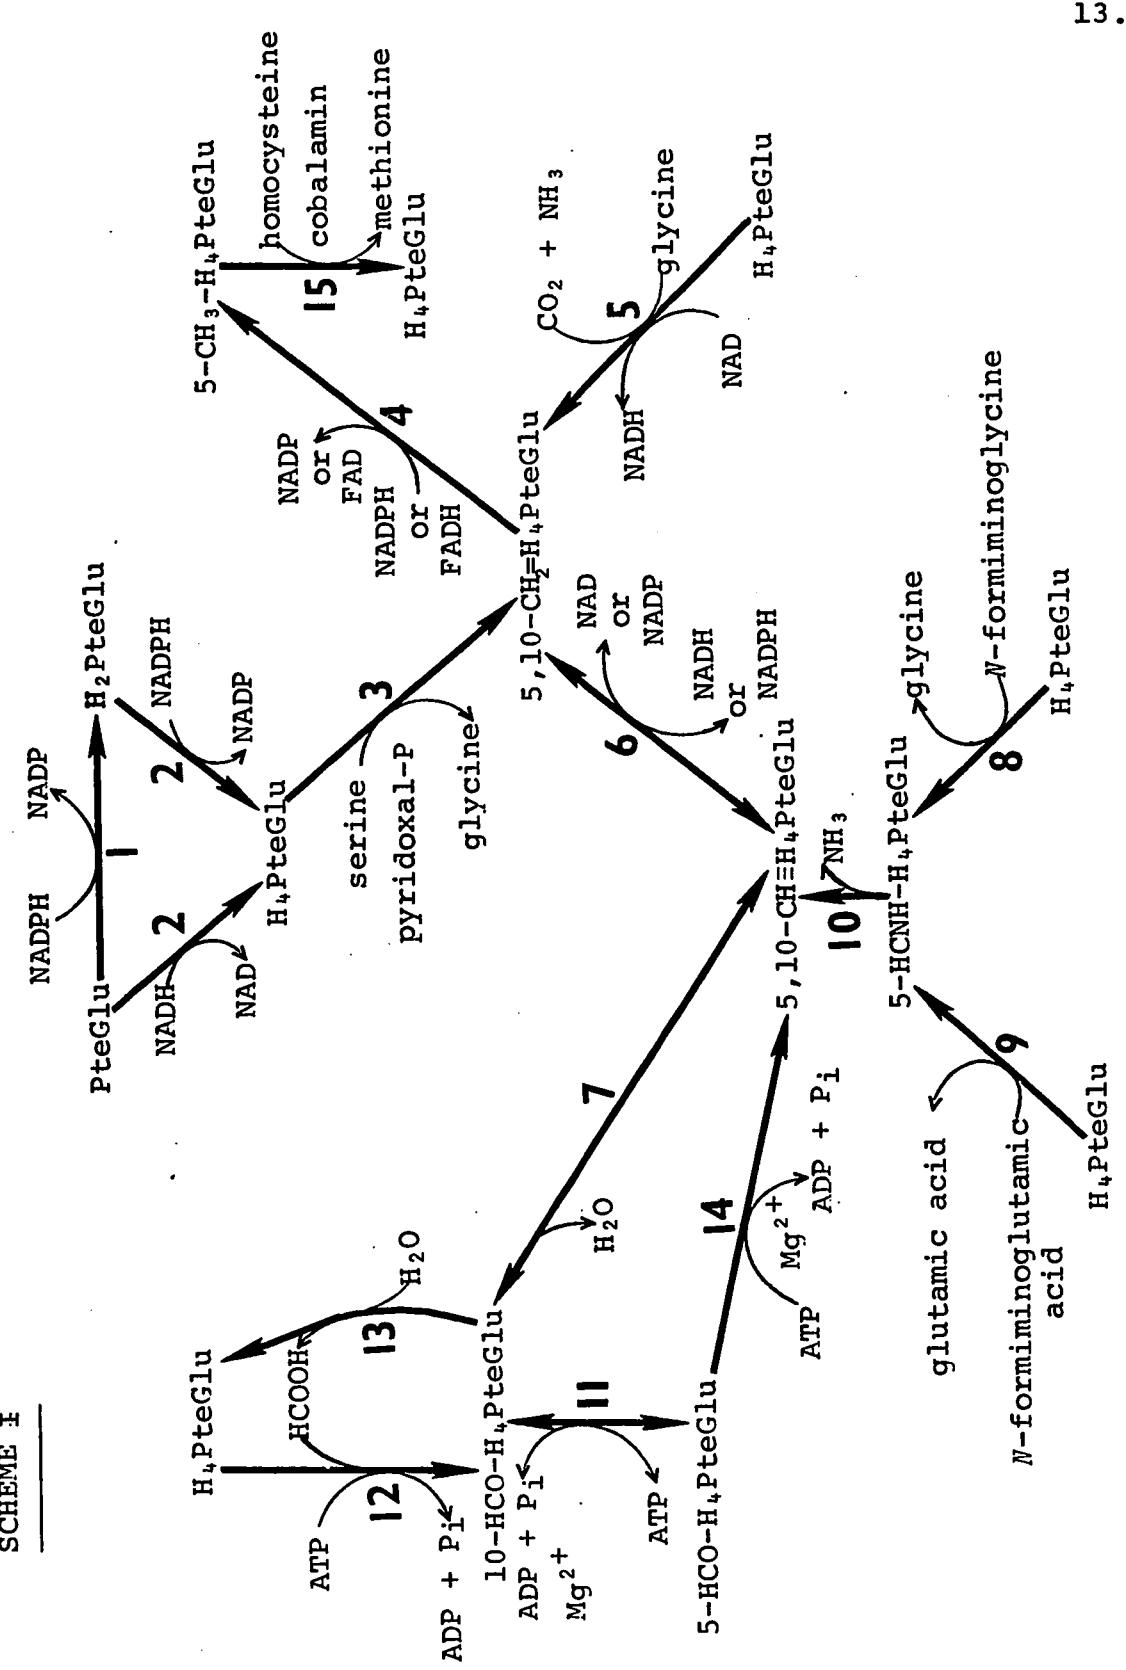 13.
SCHEME I
PteGlu
NADPH
NADP
1
H₂PteGlu
NADH
2
NAD
2
NADPH
NADP
H₄PteGlu
serine
pyridoxal-P
3
glycine
5,10-CH₂=H₄PteGlu
NADP
or
FAD
NADPH
or
FADH
4
5-CH₃-H₄PteGlu
15
homocysteine
cobalamin
methionine
H₄PteGlu
CO₂ + NH₃
5
glycine
NADH
NAD
H₄PteGlu
6
NAD
or
NADP
NADH
or
NADPH
5,10-CH≡H₄PteGlu
7
H₂O
H₄PteGlu
HCOOH
13
H₂O
ATP
12
ADP + Pi
10-HCO-H₄PteGlu
ADP + Pi
Mg²⁺
11
ATP
5-HCO-H₄PteGlu
14
ATP
Mg²⁺
ADP + Pi
10
NH₃
5-HCNH-H₄PteGlu
glycine
8
N-formiminoglycine
H₄PteGlu
glutamic acid
9
N-formiminoglutamic
acid
H₄PteGlu